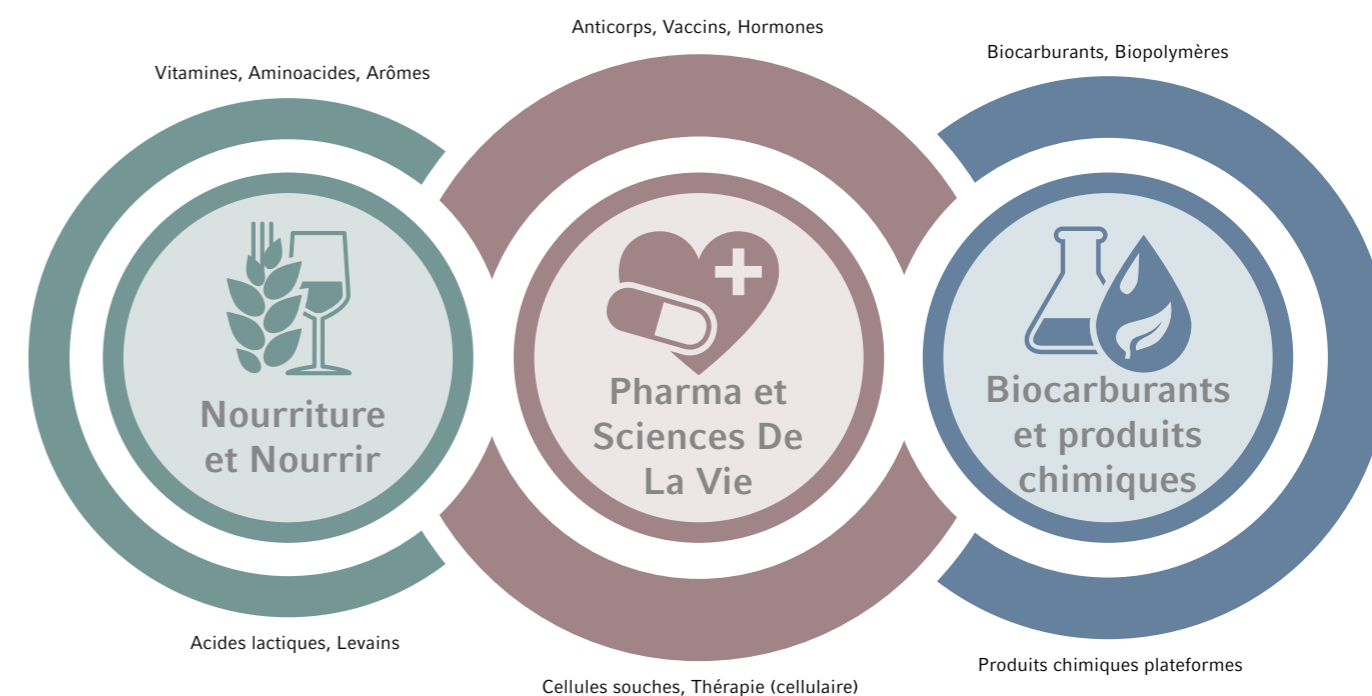 Anticorps, Vaccins, Hormones
Biocarburants, Biopolymères
Vitamines, Aminoacides, Arômes
Nourriture
et Nourrir
Pharma et
Sciences De
La Vie
Biocarburants
et produits
chimiques
Acides lactiques, Levains
Produits chimiques plateformes
Cellules souches, Thérapie (cellulaire)